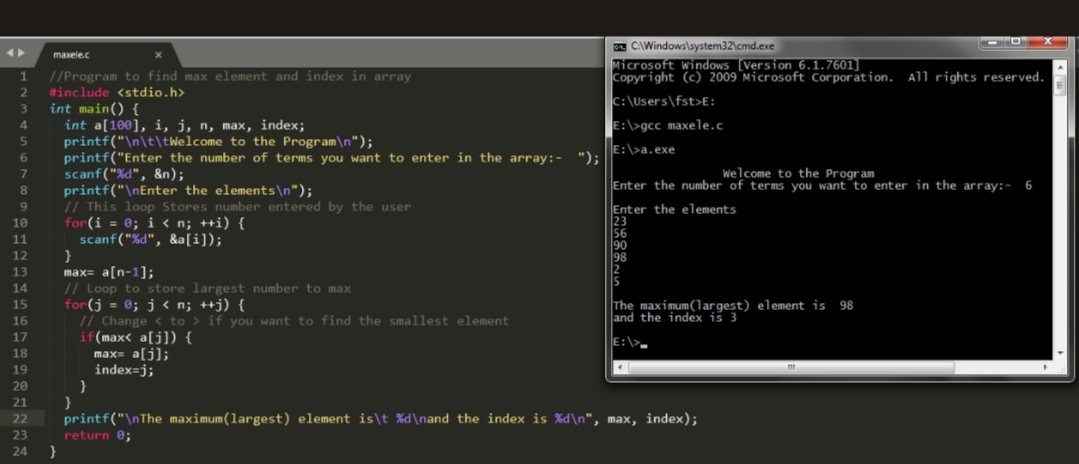 maxele.c
1 //Program to find max element and index in array
2 #include <stdio.h>
3 int main() {
4 int a[100], i, j, n, max, index;
5 printf("\n\t\tWelcome to the Program\n");
6 printf("Enter the number of terms you want to enter in the array:-  ");
7 scanf("%d", &n);
8 printf("\nEnter the elements\n");
9 // This loop Stores number entered by the user
10 for(i = 0; i < n; ++i) {
11 scanf("%d", &a[i]);
12 }
13 max= a[n-1];
14 // Loop to store largest number to max
15 for(j = 0; j < n; ++j) {
16 // Change < to > if you want to find the smallest element
17 if(max< a[j]) {
18 max= a[j];
19 index=j;
20 }
21 }
22 printf("\nThe maximum(largest) element is\t %d\nand the index is %d\n", max, index);
23 return 0;
24 }
C:\Windows\system32\cmd.exe
Microsoft Windows [Version 6.1.7601]
Copyright (c) 2009 Microsoft Corporation.  All rights reserved.
C:\Users\fst>E:
E:\>gcc maxele.c
E:\>a.exe
Welcome to the Program
Enter the number of terms you want to enter in the array:-  6
Enter the elements
23
56
90
98
2
5
The maximum(largest) element is  98
and the index is 3
E:\>_